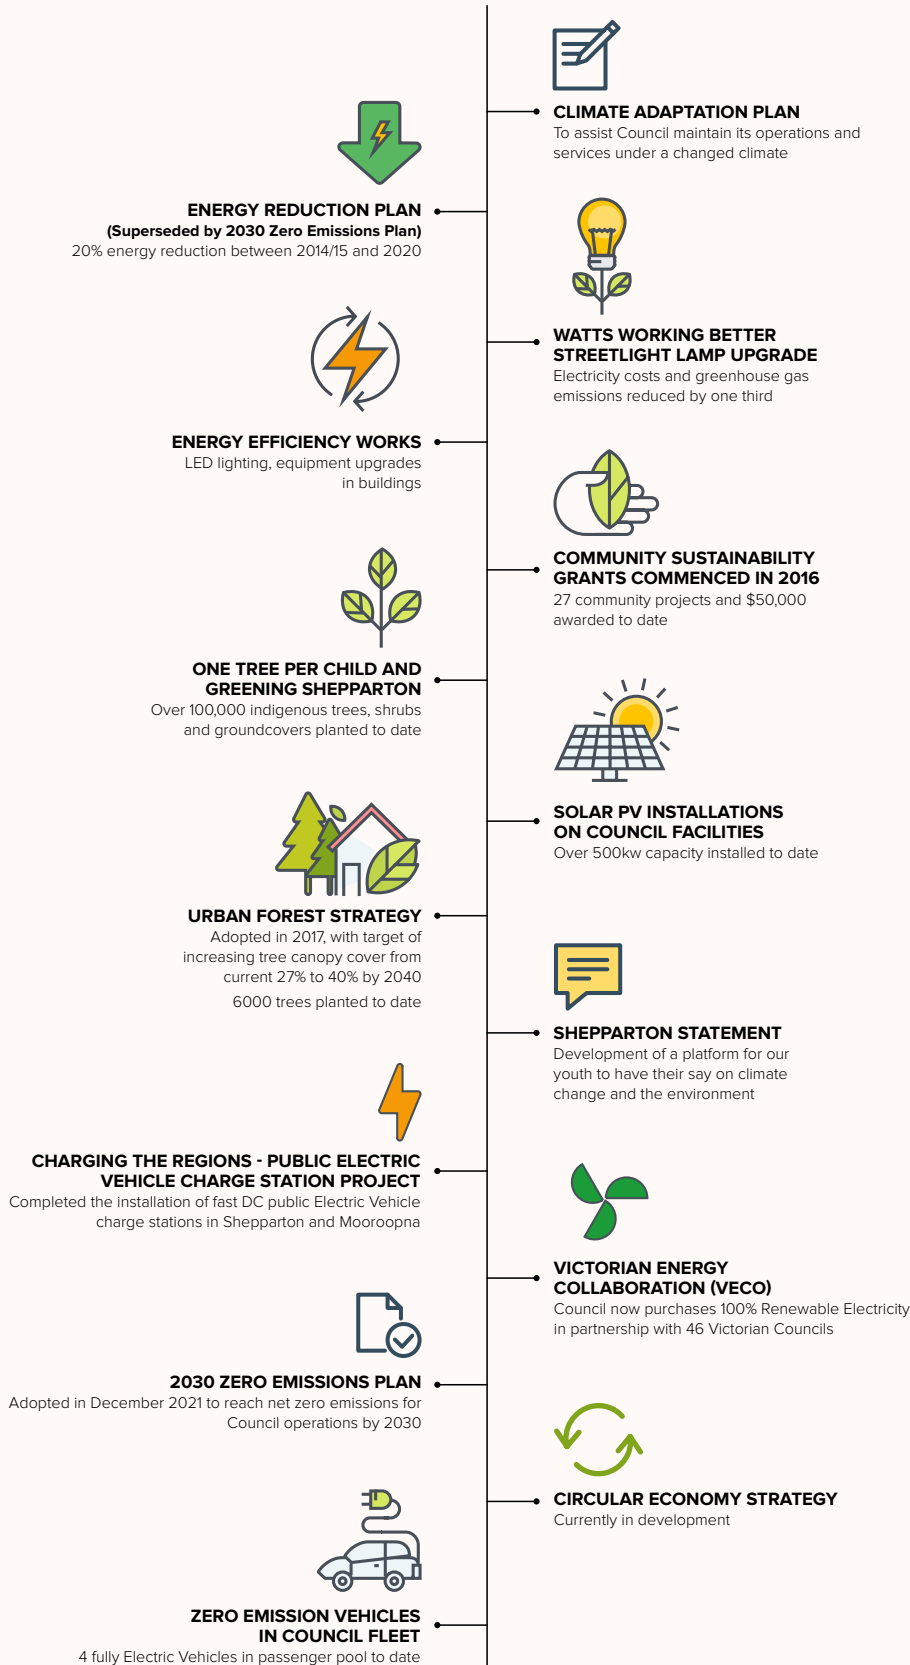 CLIMATE ADAPTATION PLAN
To assist Council maintain its operations and
services under a changed climate
ENERGY REDUCTION PLAN
(Superseded by 2030 Zero Emissions Plan)
20% energy reduction between 2014/15 and 2020
WATTS WORKING BETTER
STREETLIGHT LAMP UPGRADE
Electricity costs and greenhouse gas
emissions reduced by one third
ENERGY EFFICIENCY WORKS
LED lighting, equipment upgrades
in buildings
COMMUNITY SUSTAINABILITY
GRANTS COMMENCED IN 2016
27 community projects and $50,000
awarded to date
ONE TREE PER CHILD AND
GREENING SHEPPARTON
Over 100,000 indigenous trees, shrubs
and groundcovers planted to date
SOLAR PV INSTALLATIONS
ON COUNCIL FACILITIES
Over 500kw capacity installed to date
URBAN FOREST STRATEGY
Adopted in 2017, with target of
increasing tree canopy cover from
current 27% to 40% by 2040
6000 trees planted to date
SHEPPARTON STATEMENT
Development of a platform for our
youth to have their say on climate
change and the environment
CHARGING THE REGIONS - PUBLIC ELECTRIC
VEHICLE CHARGE STATION PROJECT
Completed the installation of fast DC public Electric Vehicle
charge stations in Shepparton and Mooroopna
VICTORIAN ENERGY
COLLABORATION (VECO)
Council now purchases 100% Renewable Electricity
in partnership with 46 Victorian Councils
2030 ZERO EMISSIONS PLAN
Adopted in December 2021 to reach net zero emissions for
Council operations by 2030
CIRCULAR ECONOMY STRATEGY
Currently in development
ZERO EMISSION VEHICLES
IN COUNCIL FLEET
4 fully Electric Vehicles in passenger pool to date